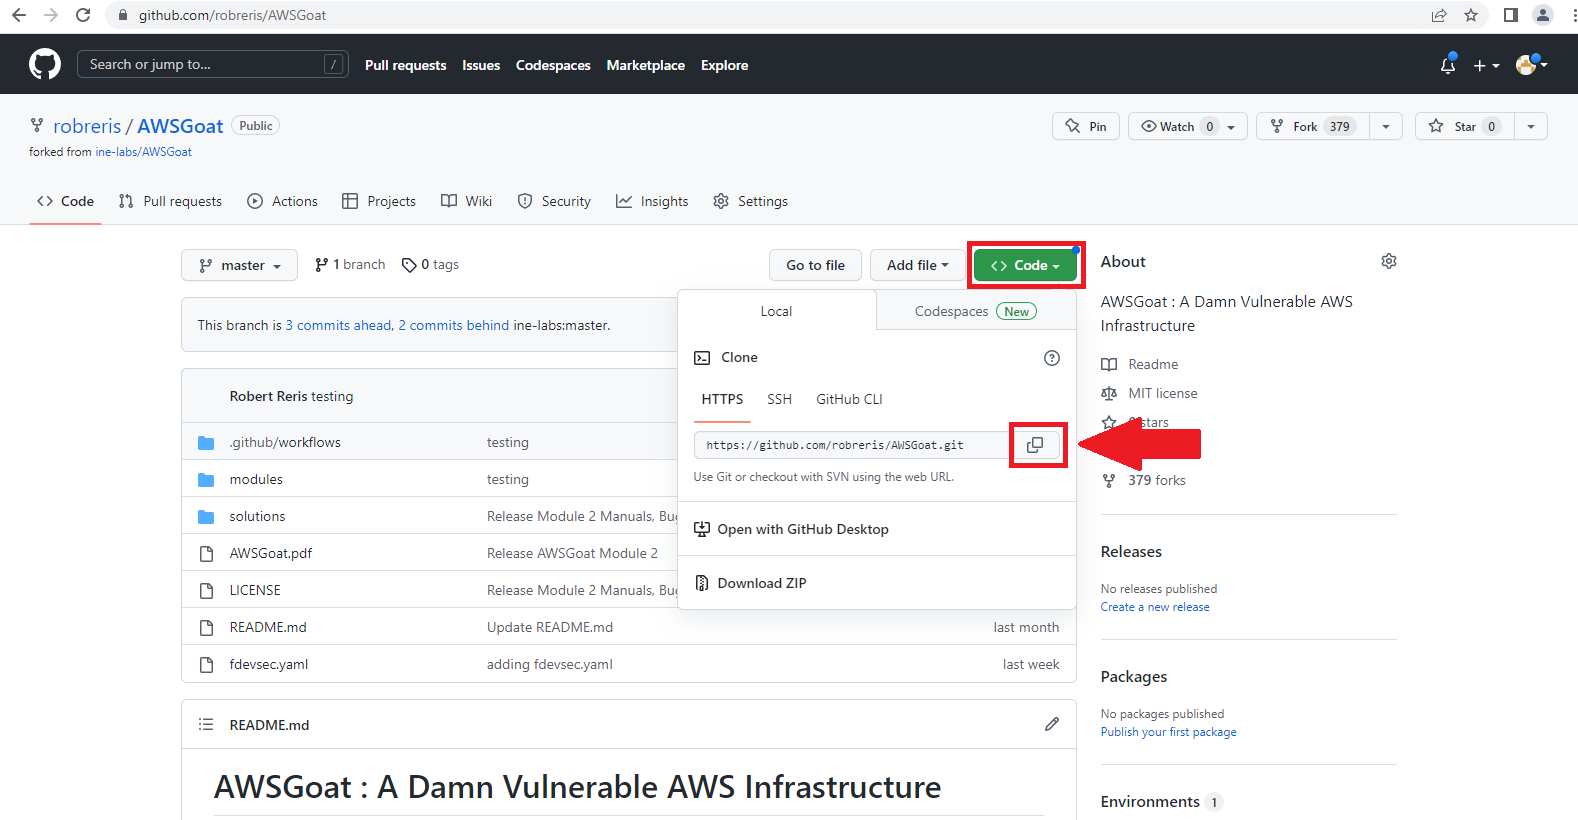 github.com/robreris/AWSGoat
Search or jump to... /
Pull requests Issues Codespaces Marketplace Explore
robreris / AWSGoat Public
Pin Watch 0 Fork 379 Star 0
forked from ine-labs/AWSGoat
Code Pull requests Actions Projects Wiki Security Insights Settings
master 1 branch 0 tags
Go to file Add file Code
This branch is 3 commits ahead, 2 commits behind ine-labs:master.
Local Codespaces New
Clone
HTTPS SSH GitHub CLI
https://github.com/robreris/AWSGoat.git
Use Git or checkout with SVN using the web URL.
Open with GitHub Desktop
Download ZIP
Robert Reris testing
.github/workflows testing
modules testing
solutions Release Module 2 Manuals,
AWSGoat.pdf Release AWSGoat Module 2
LICENSE Release Module 2 Manuals,
README.md Update README.md last month
fdevsec.yaml adding fdevsec.yaml last week
README.md
AWSGoat : A Damn Vulnerable AWS Infrastructure
About
AWSGoat : A Damn Vulnerable AWS
Infrastructure
Readme
MIT license
stars
379 forks
Releases
No releases published
Create a new release
Packages
No packages published
Publish your first package
Environments 1